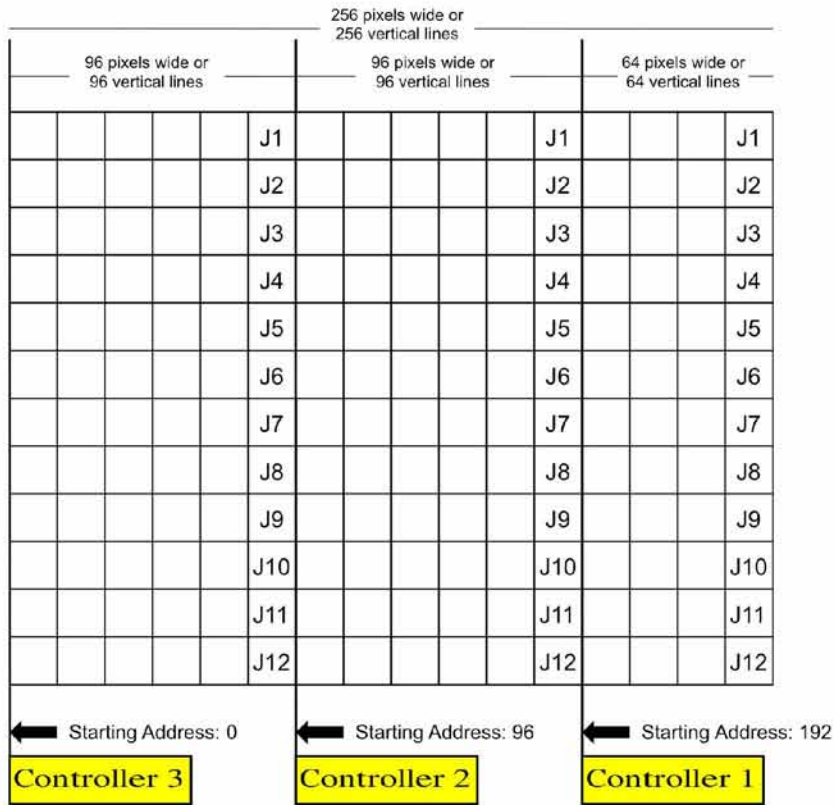 256 pixels wide or
256 vertical lines
96 pixels wide or
96 vertical lines
96 pixels wide or
96 vertical lines
64 pixels wide or
64 vertical lines
J1 J1 J1
J2 J2 J2
J3 J3 J3
J4 J4 J4
J5 J5 J5
J6 J6 J6
J7 J7 J7
J8 J8 J8
J9 J9 J9
J10 J10 J10
J11 J11 J11
J12 J12 J12
Starting Address: 0
Starting Address: 96
Starting Address: 192
Controller 3
Controller 2
Controller 1